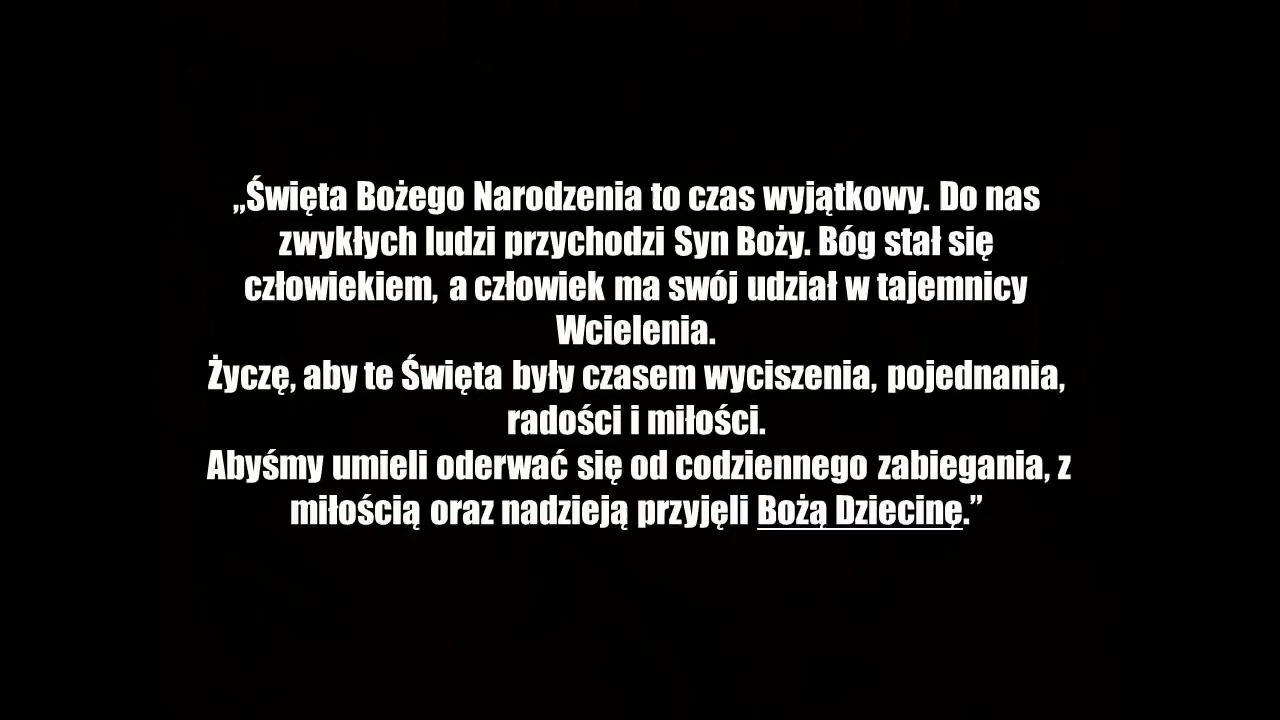 „Święta Bożego Narodzenia to czas wyjątkowy. Do nas
zwykłych ludzi przychodzi Syn Boży. Bóg stał się
człowiekiem, a człowiek ma swój udział w tajemnicy
Wcielenia.
Życzę, aby te Święta były czasem wyciszenia, pojednania,
radości i miłości.
Abyśmy umieli oderwać się od codziennego zabiegania, z
miłością oraz nadzieją przyjęli Bożą Dziecinę.”